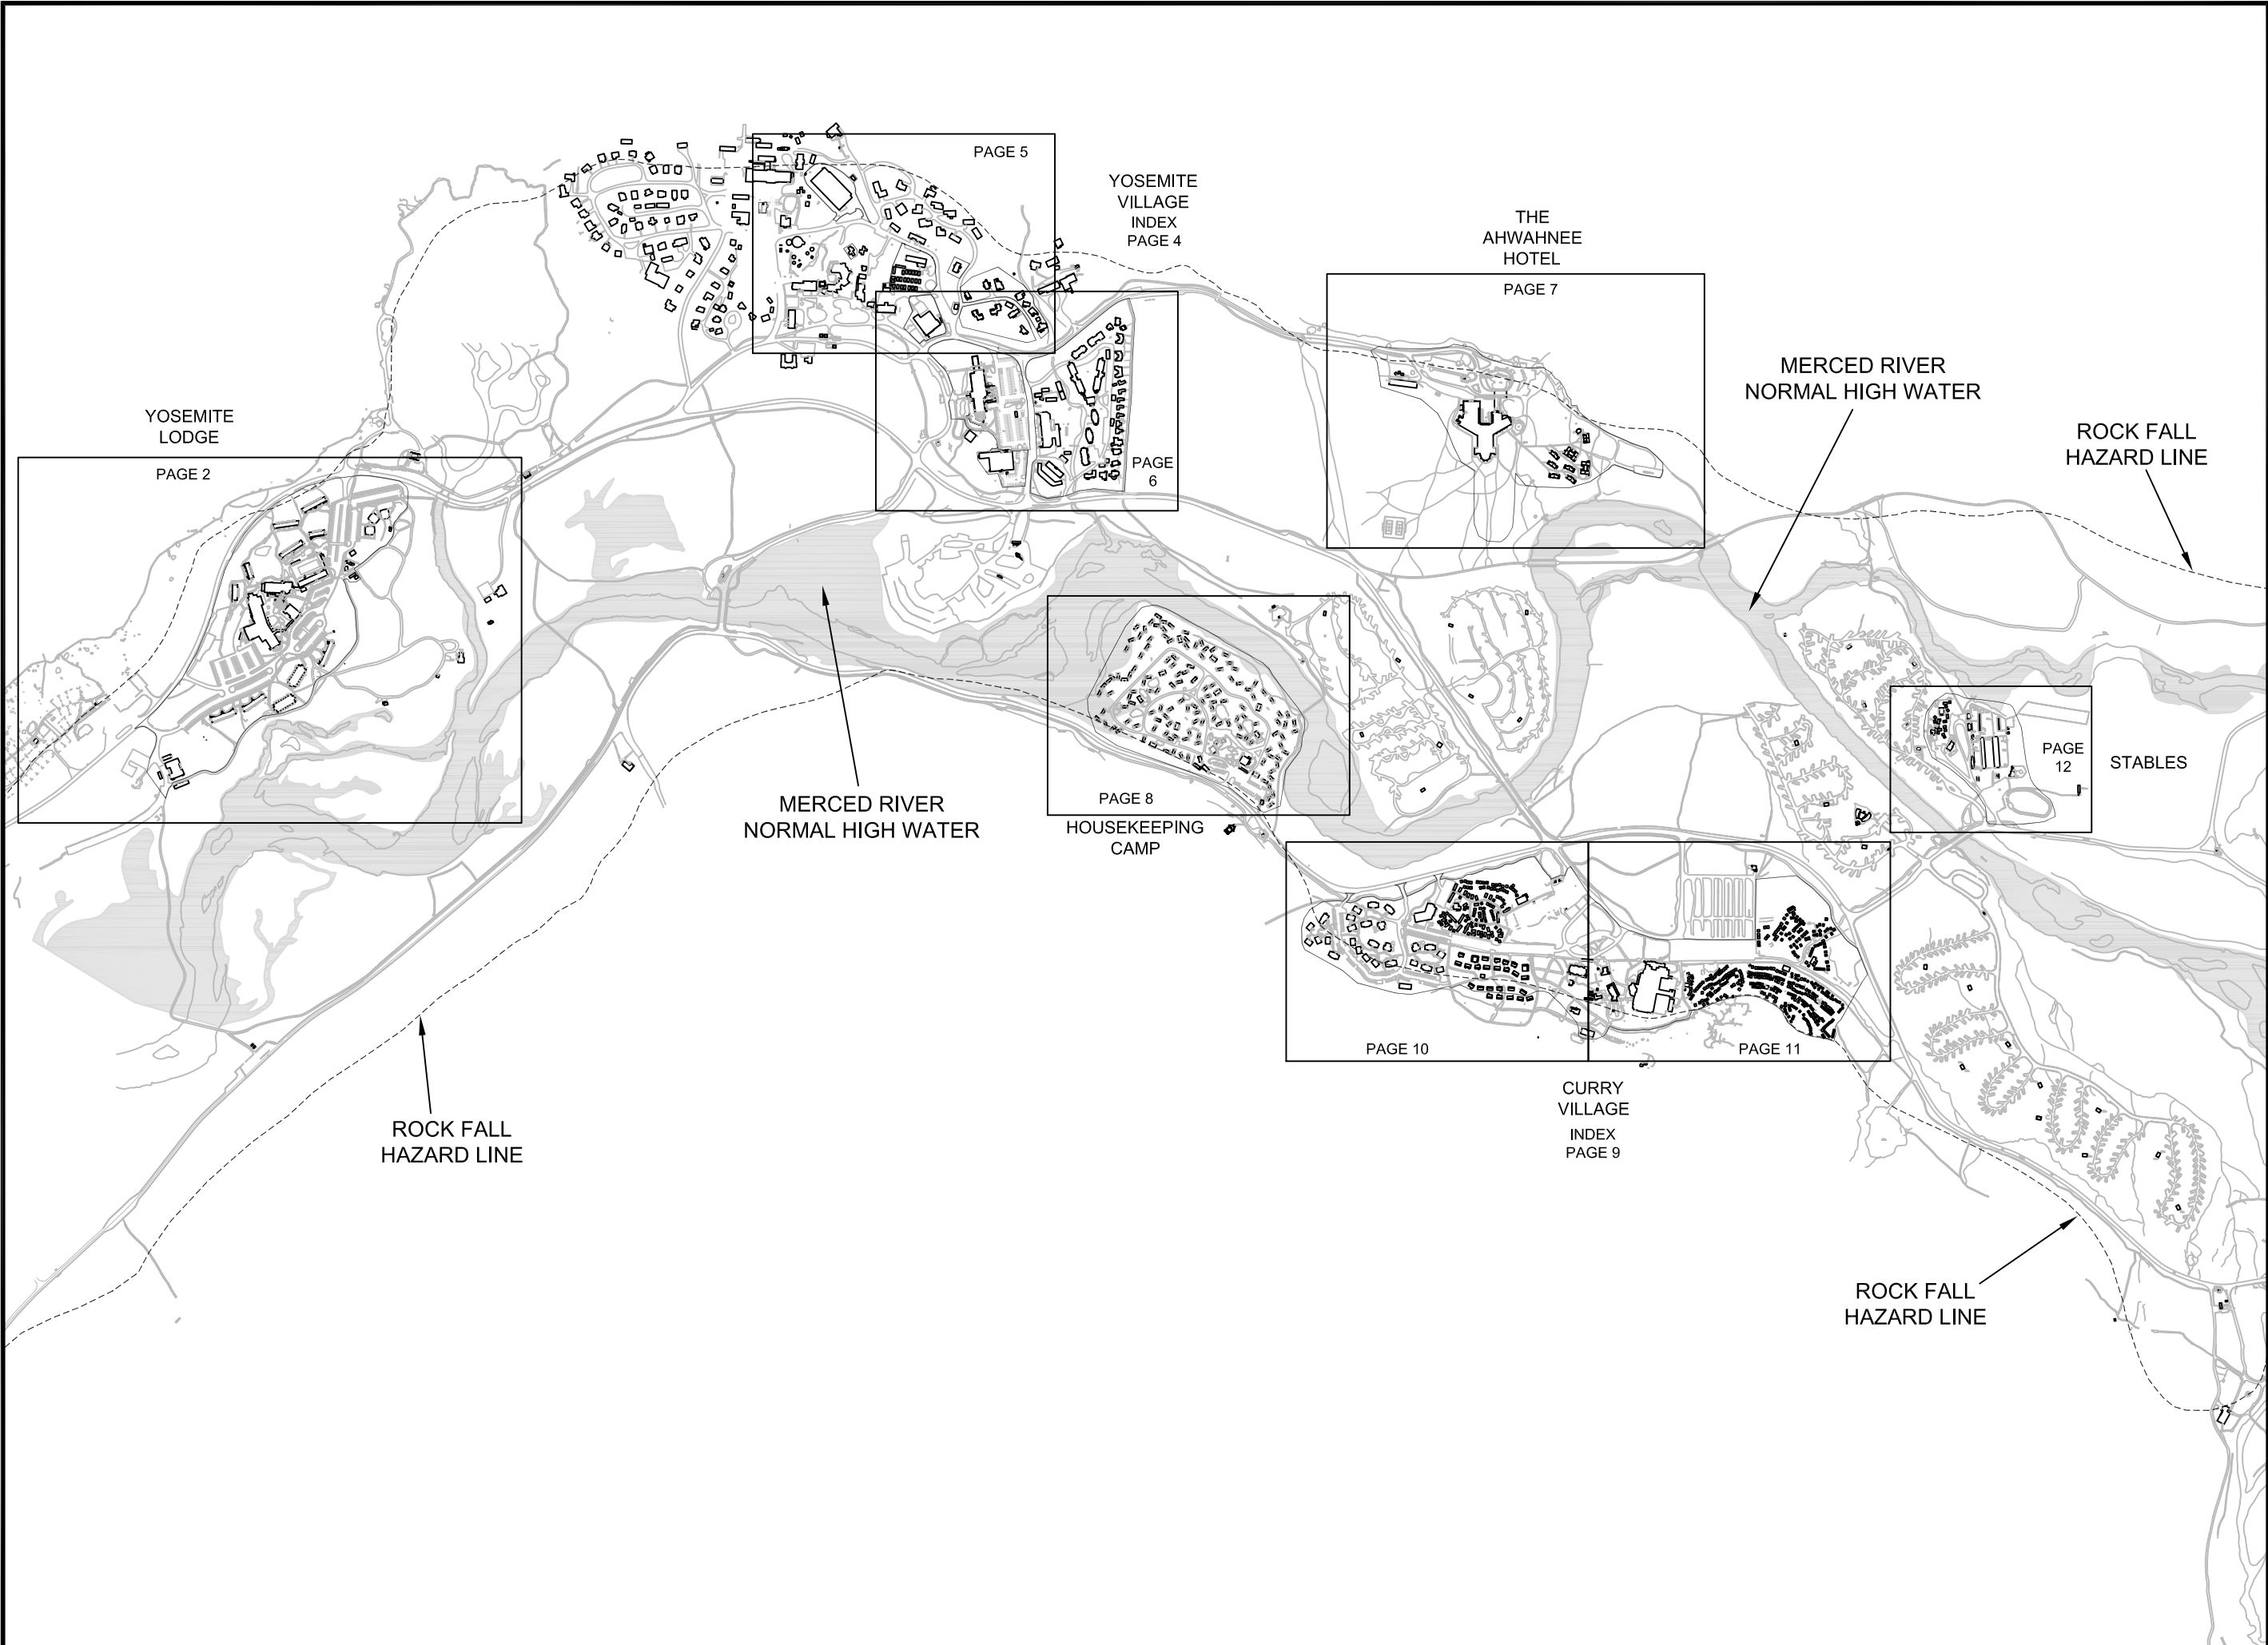 PAGE 5
YOSEMITE
VILLAGE
INDEX
PAGE 4
THE
AHWAHNEE
HOTEL
PAGE 7
MERCED RIVER
NORMAL HIGH WATER
ROCK FALL
HAZARD LINE
YOSEMITE
LODGE
PAGE 2
PAGE
6
PAGE
12
STABLES
MERCED RIVER
NORMAL HIGH WATER
PAGE 8
HOUSEKEEPING
CAMP
PAGE 10
PAGE 11
CURRY
VILLAGE
INDEX
PAGE 9
ROCK FALL
HAZARD LINE
ROCK FALL
HAZARD LINE